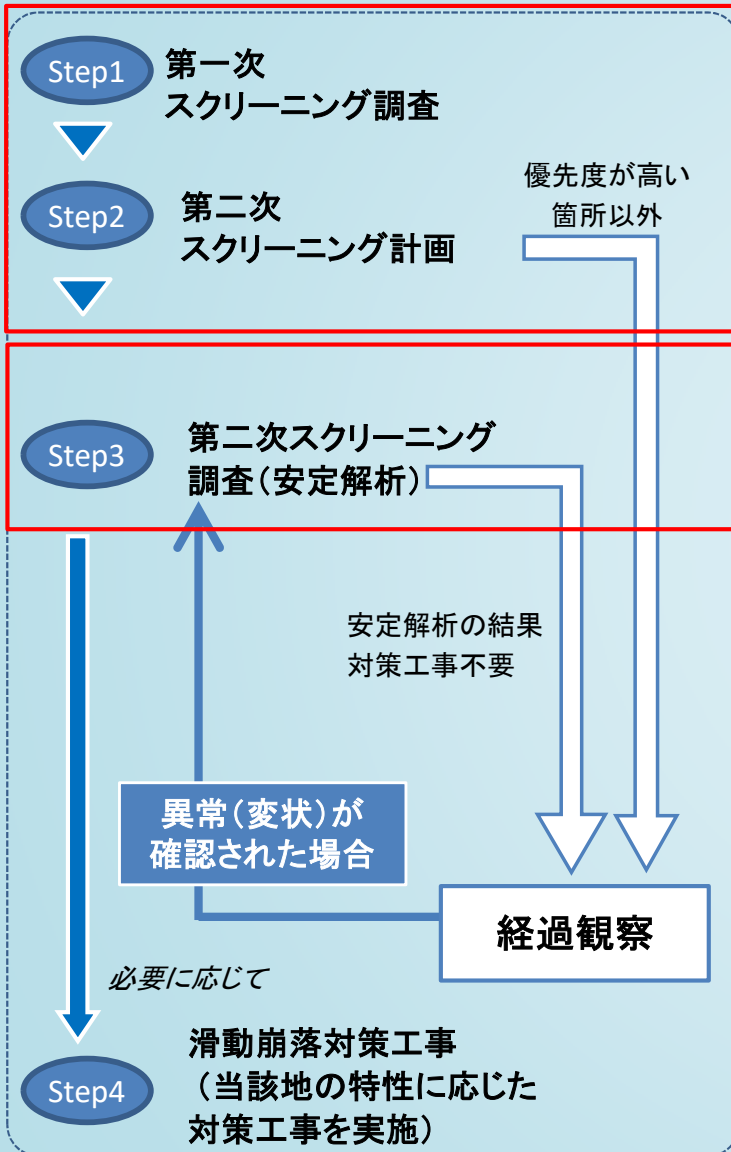 Step1
第一次
スクリーニング調査
Step2
第二次
スクリーニング計画
優先度が高い
箇所以外
Step3
第二次スクリーニング
調査（安定解析）
安定解析の結果
対策工事不要
異常（変状）が
確認された場合
経過観察
必要に応じて
Step4
滑動崩落対策工事
（当該地の特性に応じた
対策工事を実施）